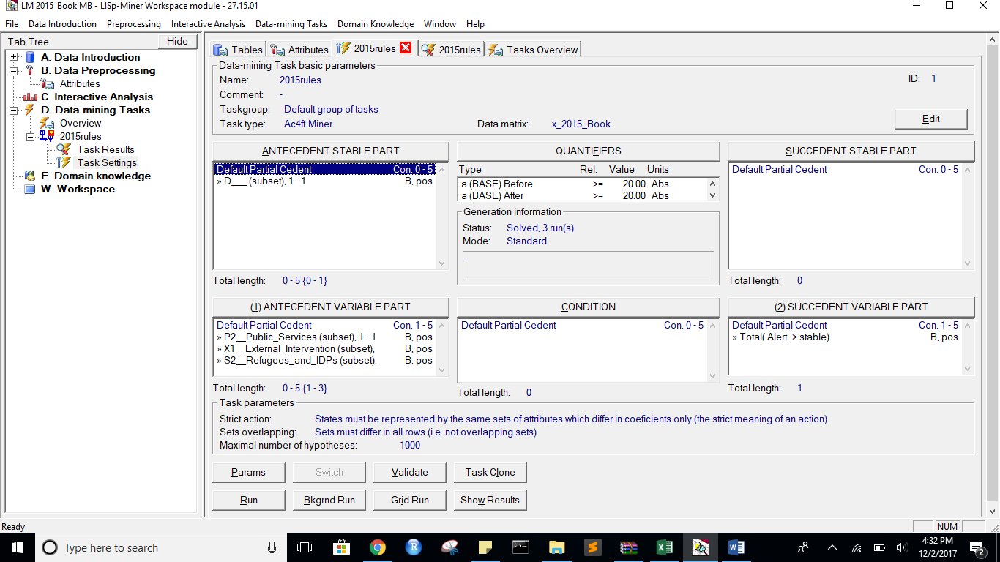 LM 2015_Book MB - LISp-Miner Workspace module - 27.15.01
File Data Introduction Preprocessing Interactive Analysis Data-mining Tasks Domain Knowledge Window Help
Tab Tree Hide
A. Data Introduction
B. Data Preprocessing
Attributes
C. Interactive Analysis
D. Data-mining Tasks
Overview
2015rules
Task Results
Task Settings
E. Domain knowledge
W. Workspace
Tables Attributes 2015rules 2015rules Tasks Overview
Data-mining Task basic parameters
Name: 2015rules ID: 1
Comment: -
Taskgroup: Default group of tasks
Task type: Ac4ft-Miner Data matrix: x_2015_Book
Edit
ANTECEDENT STABLE PART
Default Partial Cedent Con, 0 - 5
» D___ (subset), 1 - 1 B, pos
Total length: 0 - 5 {0 - 1}
QUANTIFIERS
Type Rel. Value Units
a (BASE) Before >= 20.00 Abs
a (BASE) After >= 20.00 Abs
Generation information
Status: Solved, 3 run(s)
Mode: Standard
-
SUCCEDENT STABLE PART
Default Partial Cedent Con, 0 - 5
Total length: 0
(1) ANTECEDENT VARIABLE PART
Default Partial Cedent Con, 1 - 5
» P2__Public_Services (subset), 1 - 1 B, pos
» X1__External_Intervention (subset), B, pos
» S2__Refugees_and_IDPs (subset), B, pos
Total length: 0 - 5 {1 - 3}
CONDITION
Default Partial Cedent Con, 0 - 5
Total length: 0
(2) SUCCEDENT VARIABLE PART
Default Partial Cedent Con, 1 - 5
» Total( Alert -> stable) B, pos
Total length: 1
Task parameters
Strict action: States must be represented by the same sets of attributes which differ in coeficients only (the strict meaning of an action)
Sets overlapping: Sets must differ in all rows (i.e. not overlapping sets)
Maximal number of hypotheses: 1000
Params Switch Validate Task Clone
Run Bkgrnd Run Grid Run Show Results
Ready NUM
Type here to search
4:32 PM
12/2/2017
2